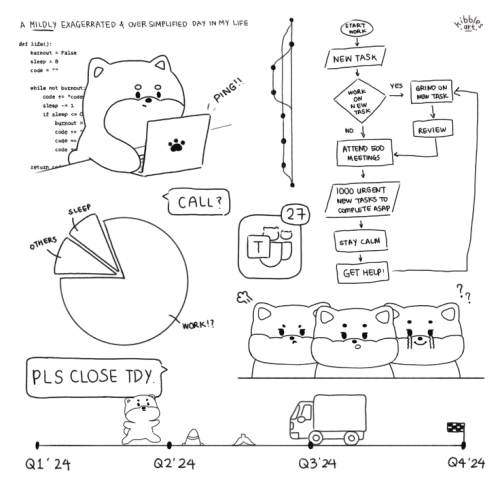 A MILDLY EXAGERRATED & OVER SIMPLIFIED DAY IN MY LIFE
kibbles
art.
def life():
burnout = False
sleep = 8
code = ""
while not burnout:
code += "code
sleep -= 1
if sleep <= 0
burnout =
code +=
code +=
code =
PING!!
START
WORK
NEW TASK
WORK
ON
NEW
TASK
YES
GRIND ON
NEW TASK
REVIEW
NO
ATTEND EOD
MEETINGS
1000 URGENT
NEW TASKS TO
COMPLETE ASAP
STAY CALM
GET HELP!
CALL?
SLEEP
OTHERS
WORK!?
27
T
? ?
PLS CLOSE TDY.
Q1'24
Q2'24
Q3'24
Q4'24